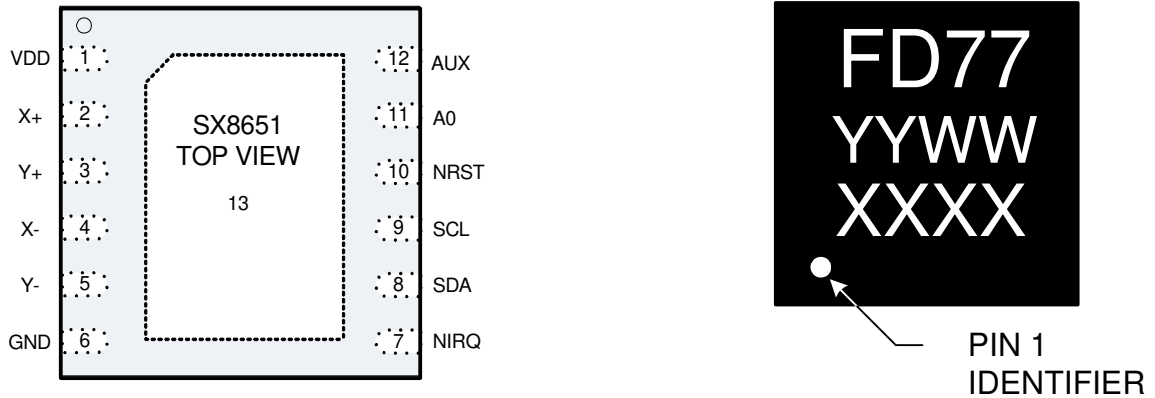 VDD 1 12 AUX
X+ 2 11 A0
SX8651
TOP VIEW
Y+ 3 10 NRST
13
X- 4 9 SCL
Y- 5 8 SDA
GND 6 7 NIRQ
FD77
YYWW
XXXX
PIN 1
IDENTIFIER